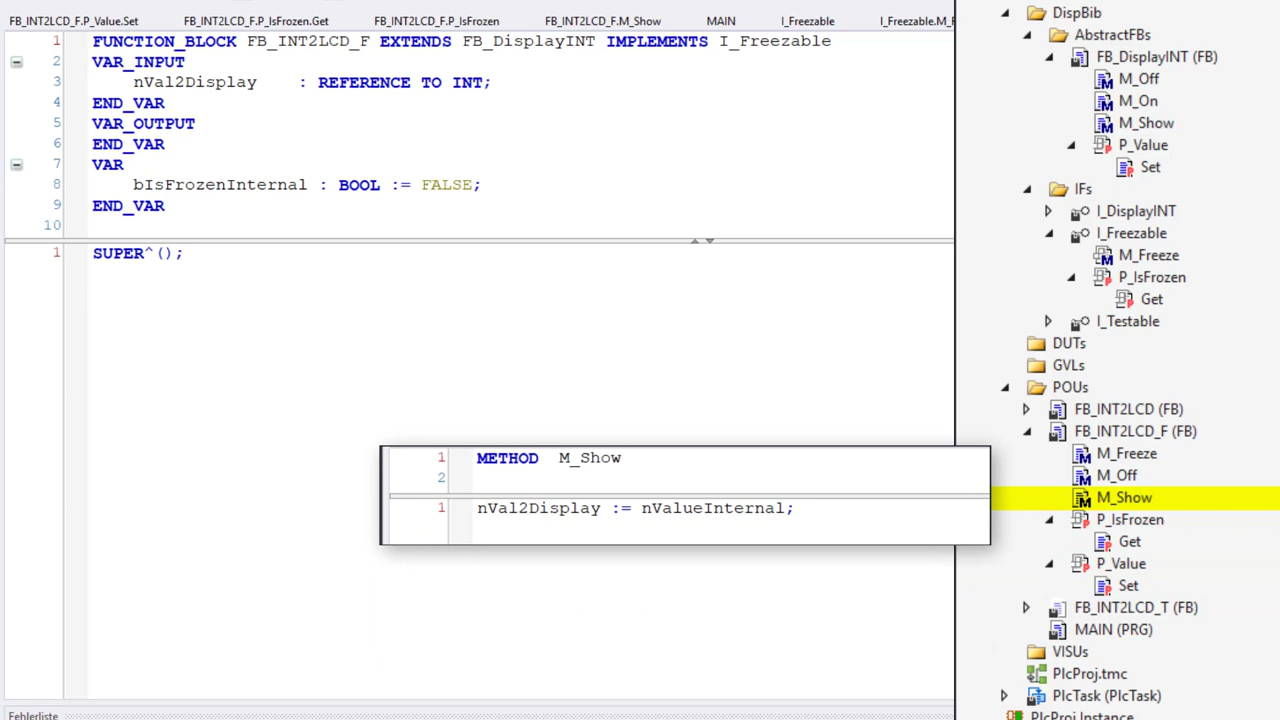 FB_INT2LCD_F.P_Value.Set FB_INT2LCD_F.P_IsFrozen.Get FB_INT2LCD_F.P_IsFrozen FB_INT2LCD_F.M_Show MAIN I_Freezable I_Freezable.M_F
1 FUNCTION_BLOCK FB_INT2LCD_F EXTENDS FB_DisplayINT IMPLEMENTS I_Freezable
2 VAR_INPUT
3 nVal2Display : REFERENCE TO INT;
4 END_VAR
5 VAR_OUTPUT
6 END_VAR
7 VAR
8 bIsFrozenInternal : BOOL := FALSE;
9 END_VAR
10
1 SUPER^();
1 METHOD M_Show
2
1 nVal2Display := nValueInternal;
Fehlerliste
DispBib
AbstractFBs
FB_DisplayINT (FB)
M_Off
M_On
M_Show
P_Value
Set
IFs
I_DisplayINT
I_Freezable
M_Freeze
P_IsFrozen
Get
I_Testable
DUTs
GVLs
POUs
FB_INT2LCD (FB)
FB_INT2LCD_F (FB)
M_Freeze
M_Off
M_Show
P_IsFrozen
Get
P_Value
Set
FB_INT2LCD_T (FB)
MAIN (PRG)
VISUs
PlcProj.tmc
PlcTask (PlcTask)
PlcProj Instance